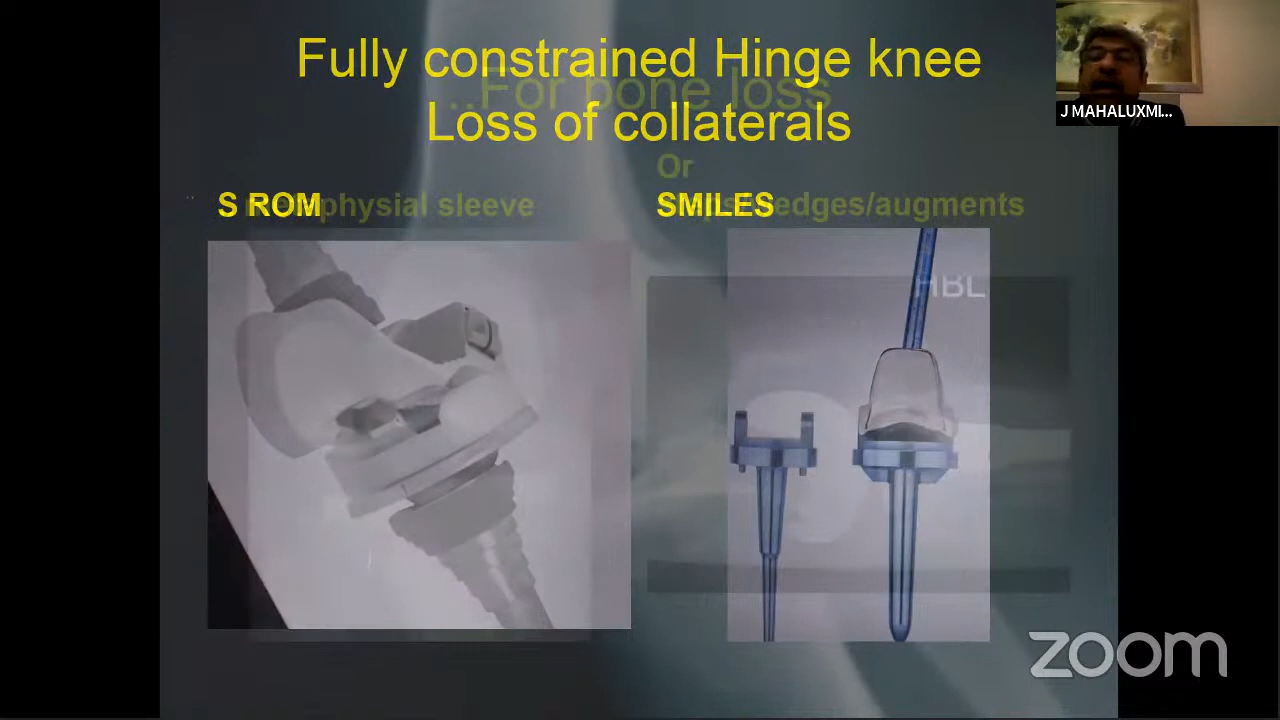 Fully constrained Hinge knee
..For bone loss
Loss of collaterals
Or
S ROM
physial sleeve
SMILES
edges/augments
HBL
J MAHALUXMI...
zoom